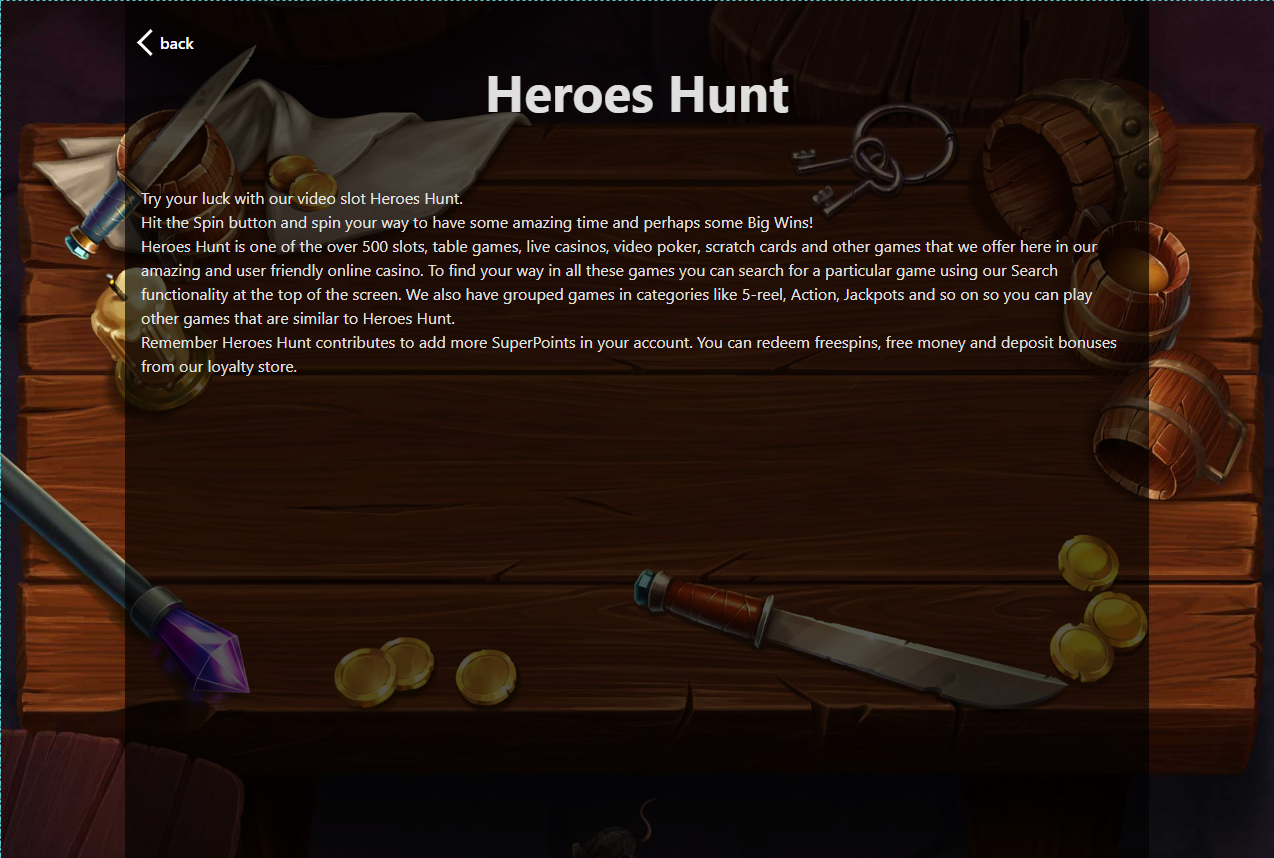 back
Heroes Hunt
Try your luck with our video slot Heroes Hunt.
Hit the Spin button and spin your way to have some amazing time and perhaps some Big Wins!
Heroes Hunt is one of the over 500 slots, table games, live casinos, video poker, scratch cards and other games that we offer here in our
amazing and user friendly online casino. To find your way in all these games you can search for a particular game using our Search
functionality at the top of the screen. We also have grouped games in categories like 5-reel, Action, Jackpots and so on so you can play
other games that are similar to Heroes Hunt.
Remember Heroes Hunt contributes to add more SuperPoints in your account. You can redeem freespins, free money and deposit bonuses
from our loyalty store.